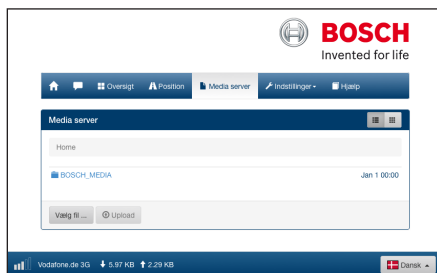 BOSCH
Invented for life
Oversigt Position Media server Indstillinger Hjælp
Media server
Home
BOSCH_MEDIA Jan 1 00:00
Vælg fil ... Upload
Vodafone.de 3G 5.97 KB 2.29 KB Dansk